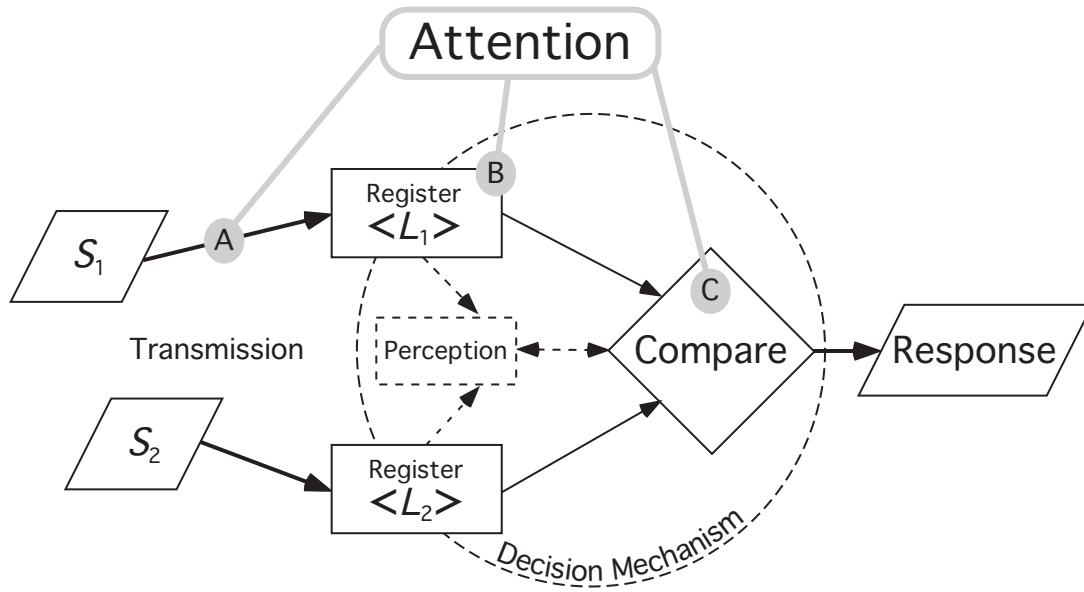 Attention
B
Register
<L₁>
A
S₁
C
Transmission
Perception
Compare
Response
S₂
Register
<L₂>
Decision Mechanism